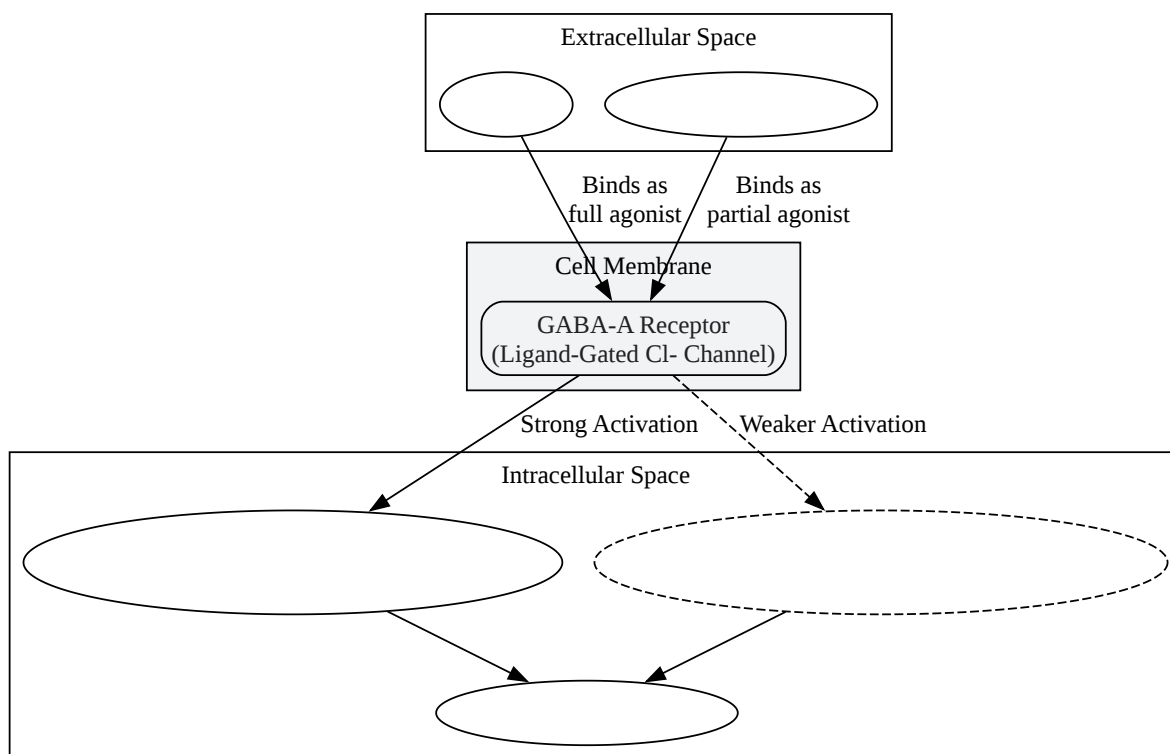 Extracellular Space
Binds as
full agonist
Binds as
partial agonist
Cell Membrane
GABA-A Receptor
(Ligand-Gated Cl- Channel)
Strong Activation
Weaker Activation
Intracellular Space